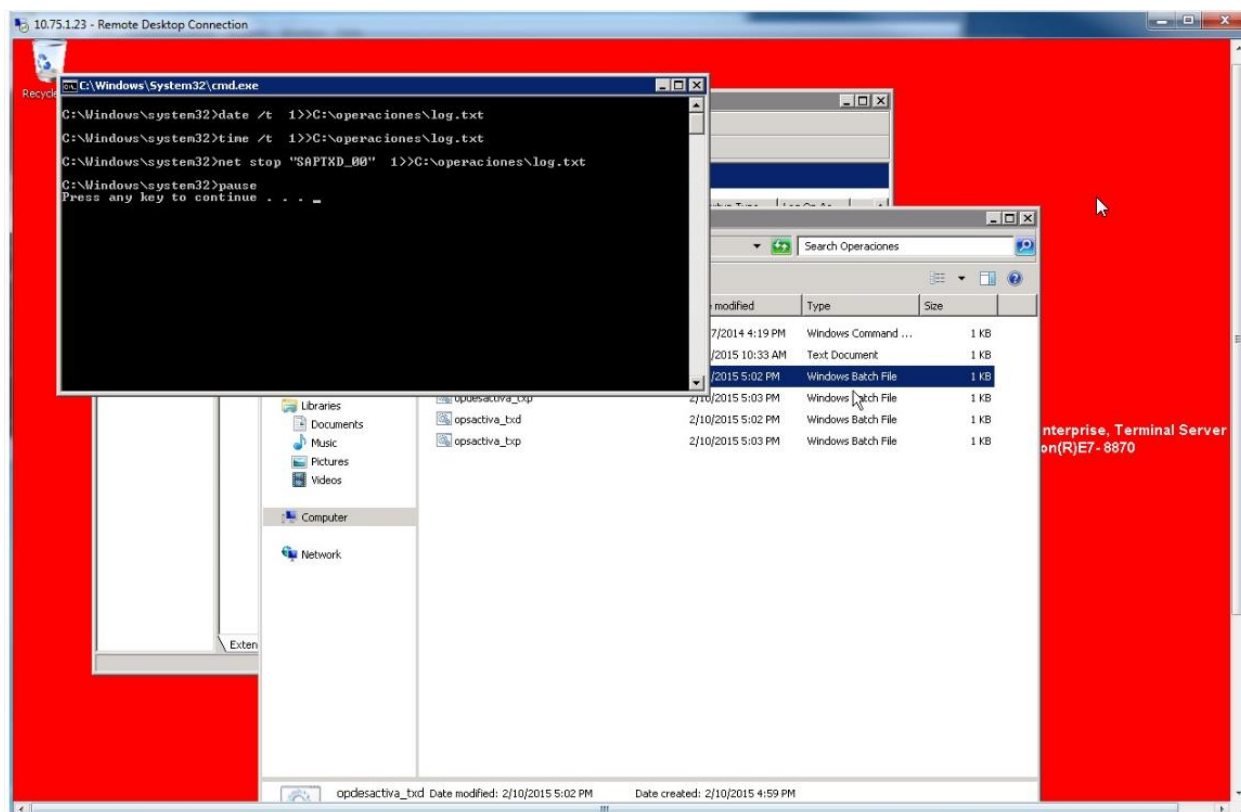 10.75.1.23 - Remote Desktop Connection
Recycle
C:\Windows\System32\cmd.exe
C:\Windows\system32>date /t  1>>C:\operaciones\log.txt
C:\Windows\system32>time /t  1>>C:\operaciones\log.txt
C:\Windows\system32>net stop "SAPTXD_00"  1>>C:\operaciones\log.txt
C:\Windows\system32>pause
Press any key to continue . . . _
Search Operaciones
modified Type Size
7/2014 4:19 PM Windows Command ... 1 KB
/2015 10:33 AM Text Document 1 KB
/2015 5:02 PM Windows Batch File 1 KB
opdesactiva_txp 2/10/2015 5:03 PM Windows Batch File 1 KB
opsactiva_txd 2/10/2015 5:02 PM Windows Batch File 1 KB
opsactiva_txp 2/10/2015 5:03 PM Windows Batch File 1 KB
Libraries
Documents
Music
Pictures
Videos
Computer
Network
nterprise, Terminal Server
on(R)E7-8870
Exten
opdesactiva_txd Date modified: 2/10/2015 5:02 PM Date created: 2/10/2015 4:59 PM